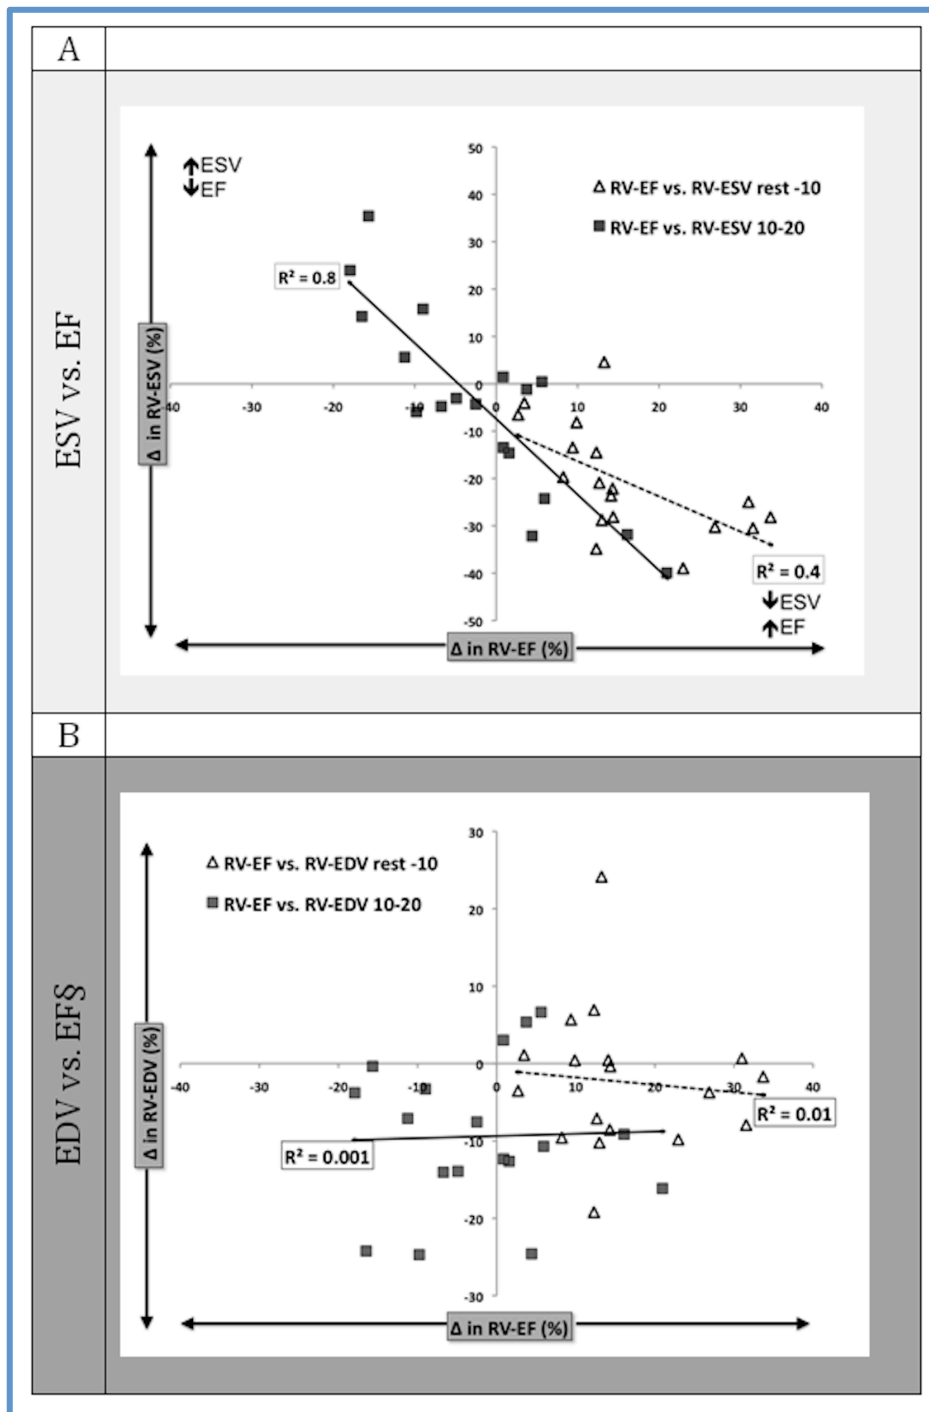 A
ESV vs. EF
↑ESV
↓EF
△ RV-EF vs. RV-ESV rest -10
■ RV-EF vs. RV-ESV 10-20
R² = 0.8
R² = 0.4
↓ESV
↑EF
Δ in RV-ESV (%)
50
40
30
20
10
0
-10
-20
-30
-40
-50
-40
-30
-20
-10
0
10
20
30
40
Δ in RV-EF (%)
B
EDV vs. EF§
△ RV-EF vs. RV-EDV rest -10
■ RV-EF vs. RV-EDV 10-20
R² = 0.01
R² = 0.001
Δ in RV-EDV (%)
30
20
10
0
-10
-20
-30
-40
-30
-20
-10
0
10
20
30
40
Δ in RV-EF (%)